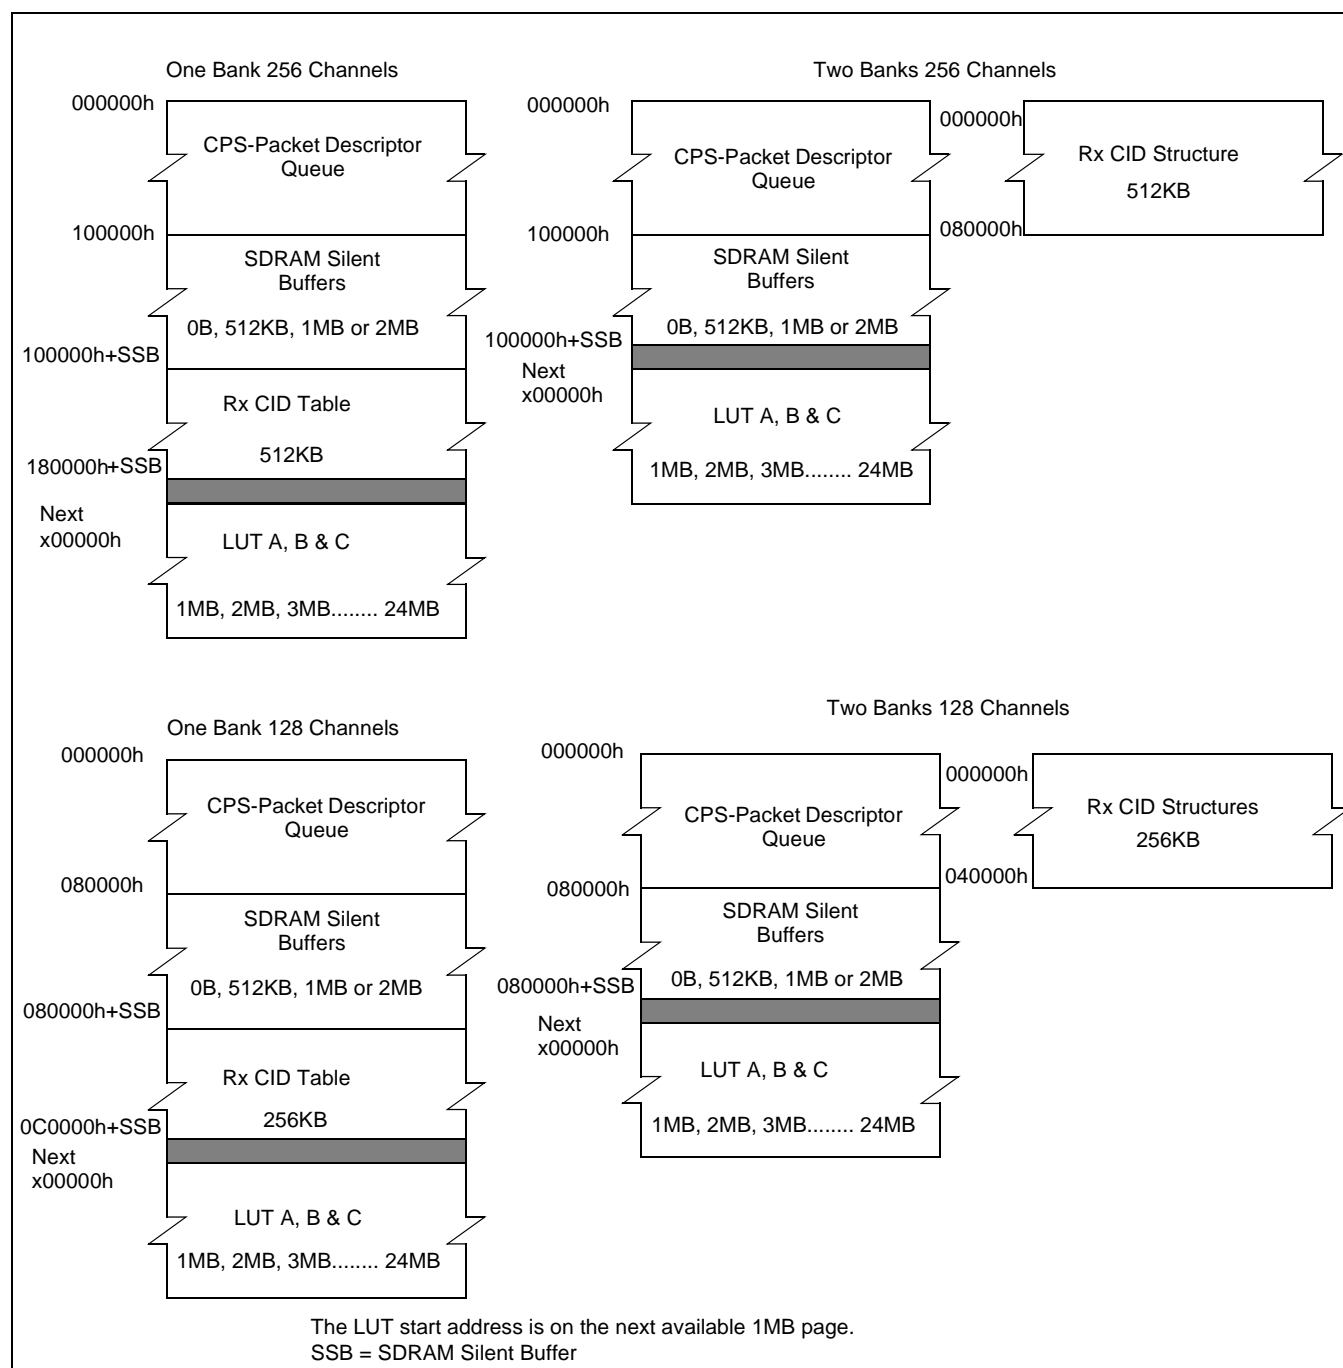 One Bank 256 Channels
000000h
CPS-Packet Descriptor
Queue
100000h
SDRAM Silent
Buffers
0B, 512KB, 1MB or 2MB
100000h+SSB
Rx CID Table
512KB
180000h+SSB
Next
x00000h
LUT A, B & C
1MB, 2MB, 3MB........ 24MB
Two Banks 256 Channels
000000h
CPS-Packet Descriptor
Queue
100000h
SDRAM Silent
Buffers
0B, 512KB, 1MB or 2MB
100000h+SSB
Next
x00000h
LUT A, B & C
1MB, 2MB, 3MB........ 24MB
000000h
Rx CID Structure
512KB
080000h
One Bank 128 Channels
000000h
CPS-Packet Descriptor
Queue
080000h
SDRAM Silent
Buffers
0B, 512KB, 1MB or 2MB
080000h+SSB
Rx CID Table
256KB
0C0000h+SSB
Next
x00000h
LUT A, B & C
1MB, 2MB, 3MB........ 24MB
Two Banks 128 Channels
000000h
CPS-Packet Descriptor
Queue
080000h
SDRAM Silent
Buffers
0B, 512KB, 1MB or 2MB
080000h+SSB
Next
x00000h
LUT A, B & C
1MB, 2MB, 3MB........ 24MB
000000h
Rx CID Structures
256KB
040000h
The LUT start address is on the next available 1MB page.
SSB = SDRAM Silent Buffer